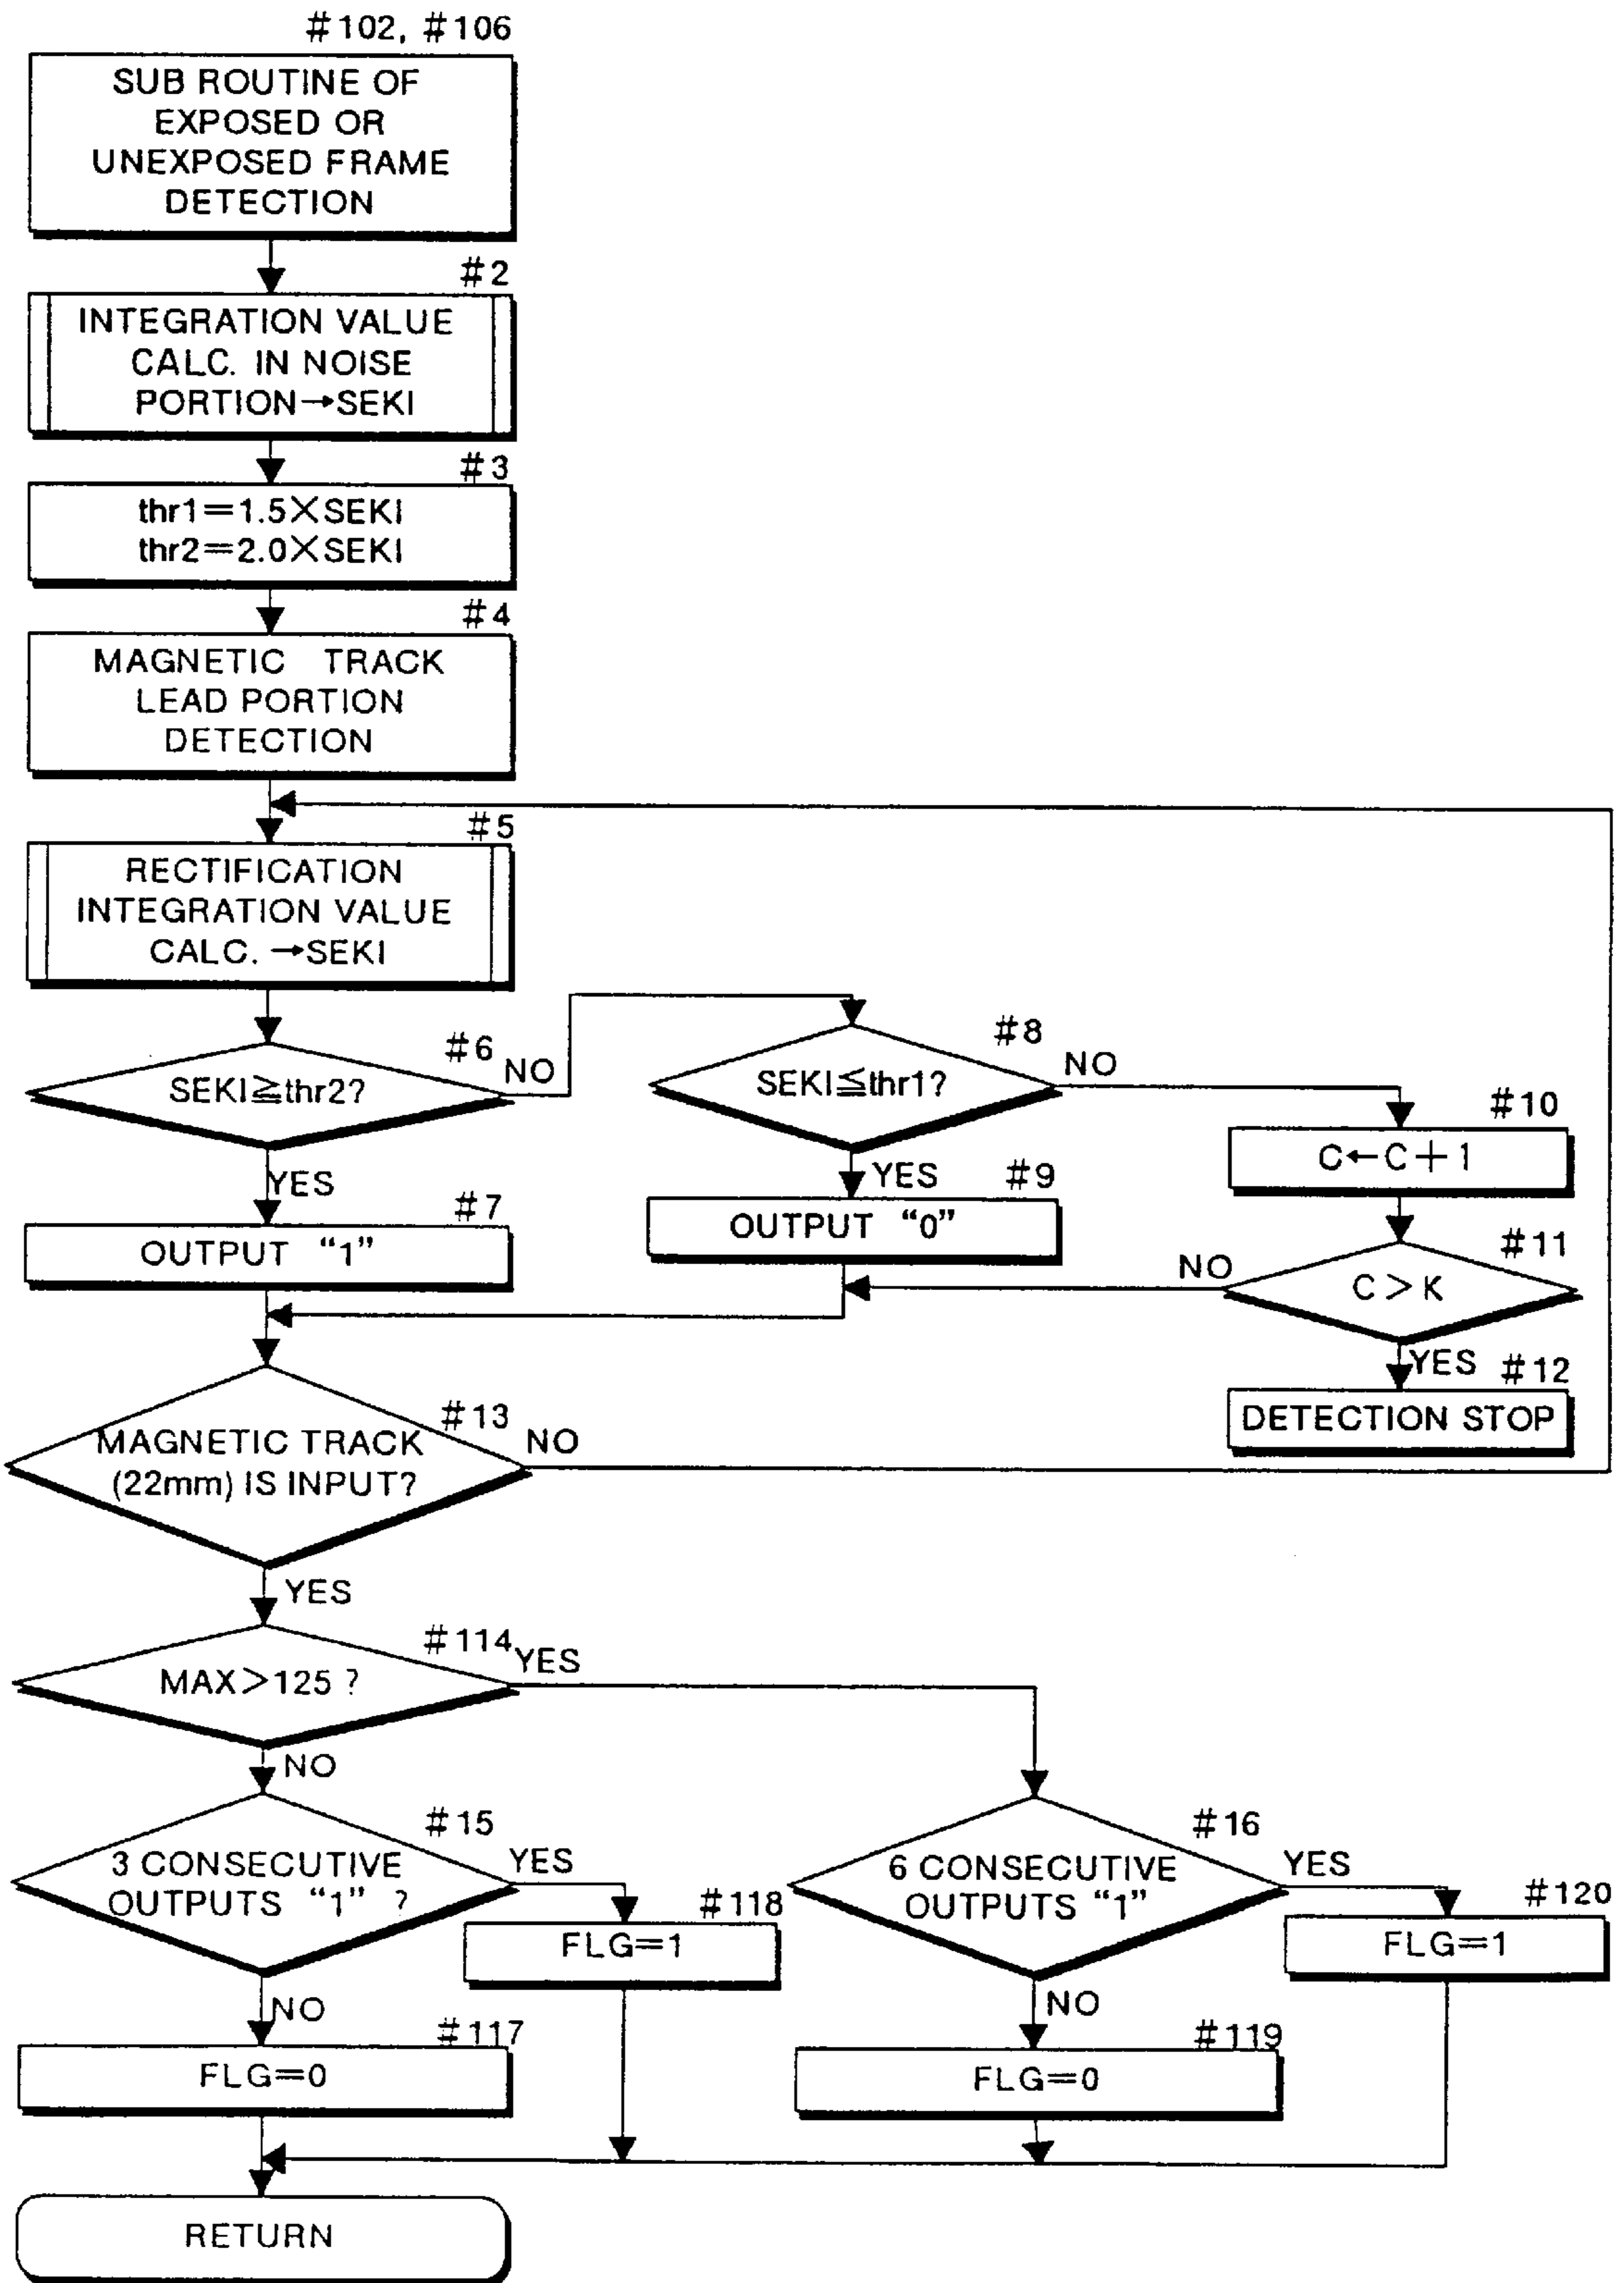 #102, #106
SUB ROUTINE OF
EXPOSED OR
UNEXPOSED FRAME
DETECTION
#2
INTEGRATION VALUE
CALC. IN NOISE
PORTION→SEKI
#3
thr1=1.5×SEKI
thr2=2.0×SEKI
#4
MAGNETIC TRACK
LEAD PORTION
DETECTION
#5
RECTIFICATION
INTEGRATION VALUE
CALC. →SEKI
#6
SEKI≧thr2?
NO
YES
#7
OUTPUT “1”
#8
SEKI≦thr1?
NO
YES
#9
OUTPUT “0”
#10
C←C+1
#11
C>K
NO
YES
#12
DETECTION STOP
#13
MAGNETIC TRACK
(22mm) IS INPUT?
NO
YES
#114
MAX>125 ?
YES
NO
#15
3 CONSECUTIVE
OUTPUTS “1” ?
YES
#118
FLG=1
NO
#117
FLG=0
#16
6 CONSECUTIVE
OUTPUTS “1”
YES
#120
FLG=1
NO
#119
FLG=0
RETURN